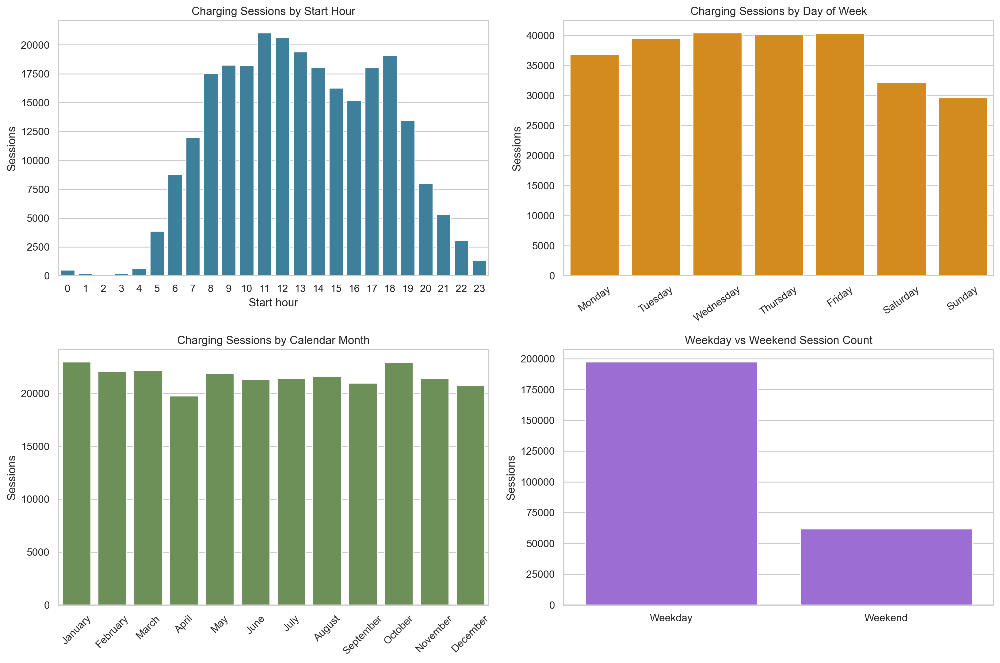 Charging Sessions by Start Hour
Sessions
20000
17500
15000
12500
10000
7500
5000
2500
0
0 1 2 3 4 5 6 7 8 9 10 11 12 13 14 15 16 17 18 19 20 21 22 23
Start hour
Charging Sessions by Day of Week
Sessions
40000
35000
30000
25000
20000
15000
10000
5000
0
Monday Tuesday Wednesday Thursday Friday Saturday Sunday
Charging Sessions by Calendar Month
Sessions
20000
15000
10000
5000
0
January February March April May June July August September October November December
Weekday vs Weekend Session Count
Sessions
200000
175000
150000
125000
100000
75000
50000
25000
0
Weekday Weekend